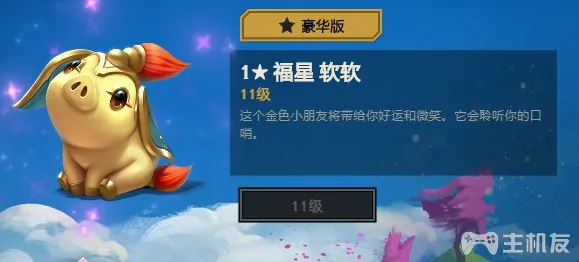 ★ 豪华版
1★ 福星 软软
11级
这个金色小朋友将带给你好运和微笑。它会聆听你的口
哨。
11级
主机友